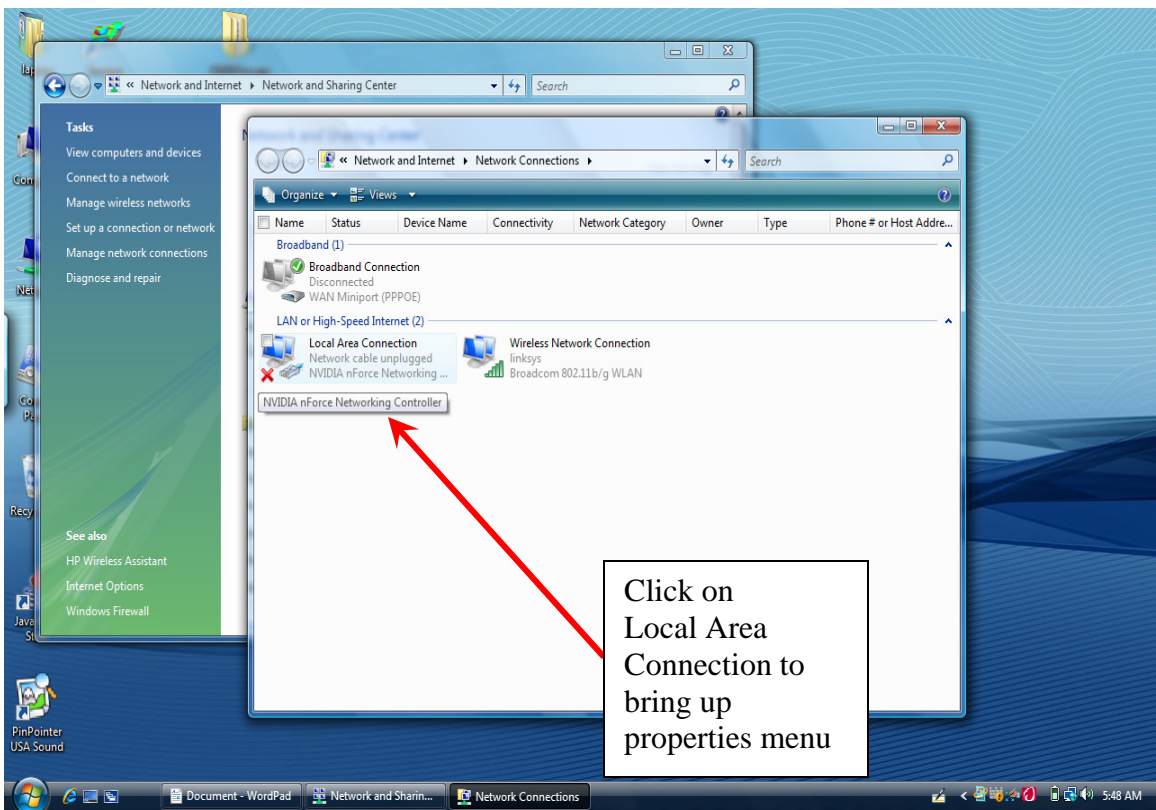 Network and Internet
Network and Sharing Center
Search
Tasks
View computers and devices
Connect to a network
Manage wireless networks
Set up a connection or network
Manage network connections
Diagnose and repair
See also
HP Wireless Assistant
Internet Options
Windows Firewall
« Network and Internet ▸ Network Connections ▸
Search
Organize Views
Name Status Device Name Connectivity Network Category Owner Type Phone # or Host Addre...
Broadband (1)
Broadband Connection
Disconnected
WAN Miniport (PPPOE)
LAN or High-Speed Internet (2)
Local Area Connection
Network cable unplugged
NVIDIA nForce Networking ...
Wireless Network Connection
linksys
Broadcom 802.11b/g WLAN
NVIDIA nForce Networking Controller
Click on
Local Area
Connection to
bring up
properties menu
PinPointer
USA Sound
Document - WordPad
Network and Sharin...
Network Connections
5:48 AM